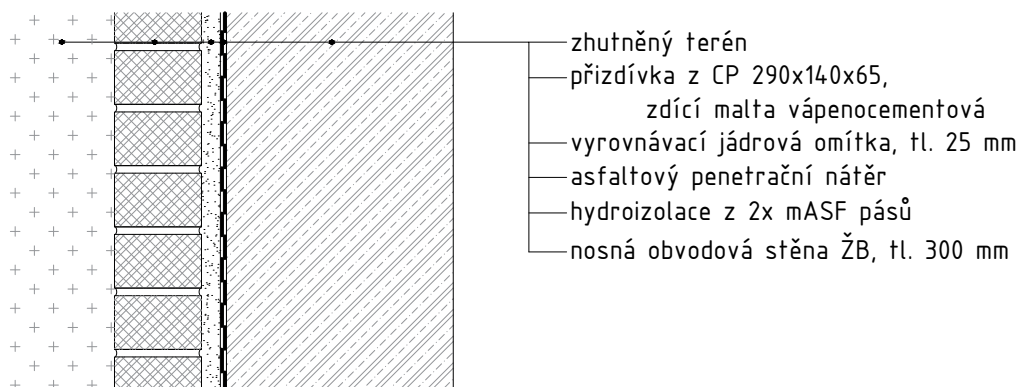 zhutněný terén
přizdívka z CP 290x140x65,
zdící malta vápenocementová
vyrovnávací jádrová omítka, tl. 25 mm
asfaltový penetrační nátěr
hydroizolace z 2x mASF pásů
nosná obvodová stěna ŽB, tl. 300 mm